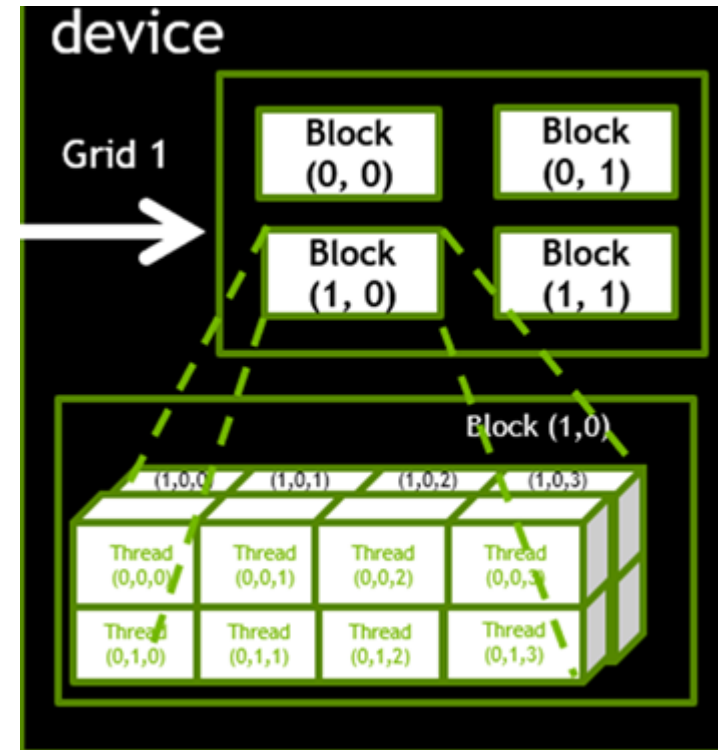 device
Grid 1
Block
(0, 0)
Block
(0, 1)
Block
(1, 0)
Block
(1, 1)
Block (1,0)
(1,0,0) (1,0,1) (1,0,2) (1,0,3)
Thread
(0,0,0)
Thread
(0,0,1)
Thread
(0,0,2)
Thread
(0,0,3)
Thread
(0,1,0)
Thread
(0,1,1)
Thread
(0,1,2)
Thread
(0,1,3)